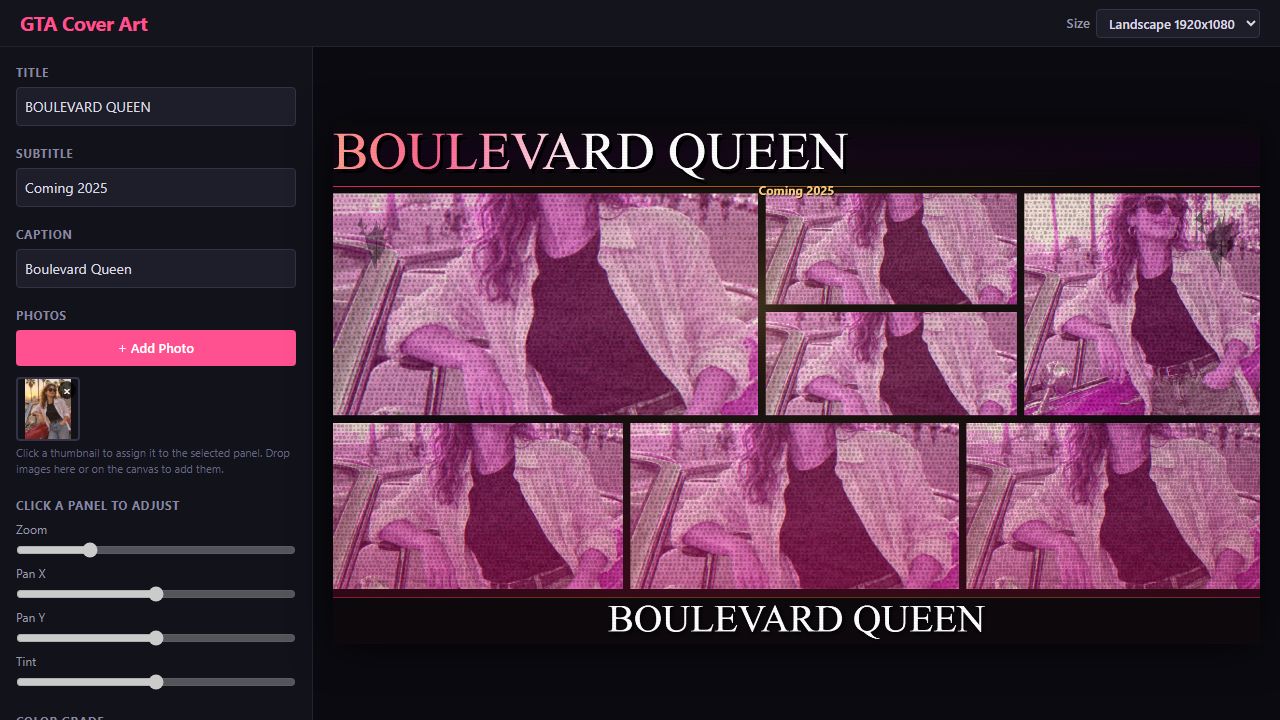 GTA Cover Art
Size
Landscape 1920x1080
TITLE
BOULEVARD QUEEN
SUBTITLE
Coming 2025
CAPTION
Boulevard Queen
PHOTOS
+ Add Photo
×
Click a thumbnail to assign it to the selected panel. Drop
images here or on the canvas to add them.
CLICK A PANEL TO ADJUST
Zoom
Pan X
Pan Y
Tint
COLOR GRADE
BOULEVARD QUEEN
Coming 2025
BOULEVARD QUEEN